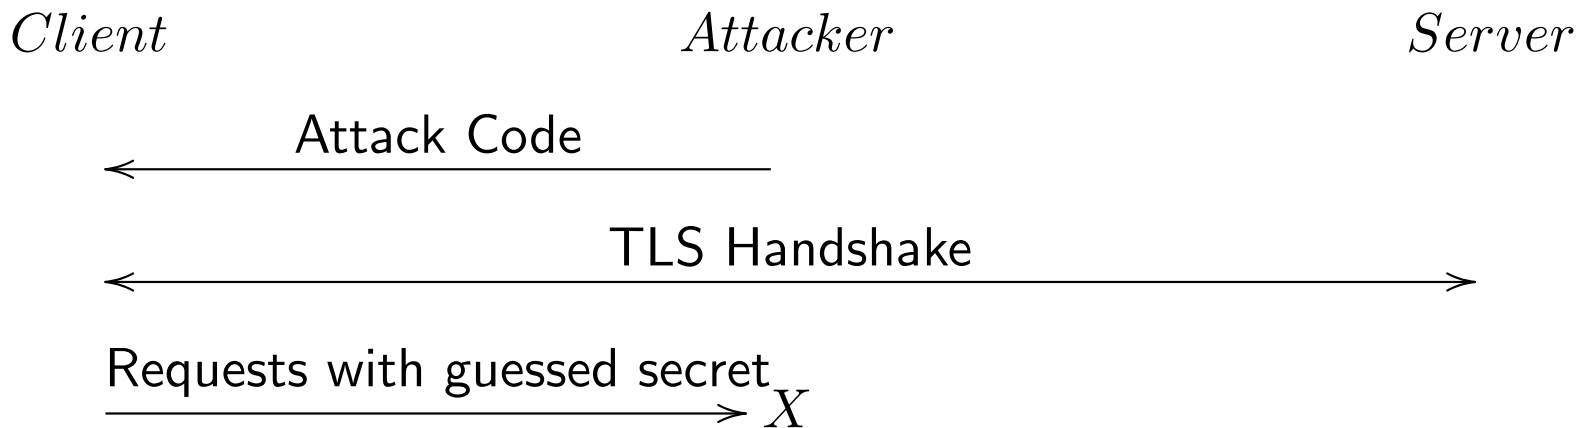 Client Attacker Server
Attack Code
TLS Handshake
Requests with guessed secret
X